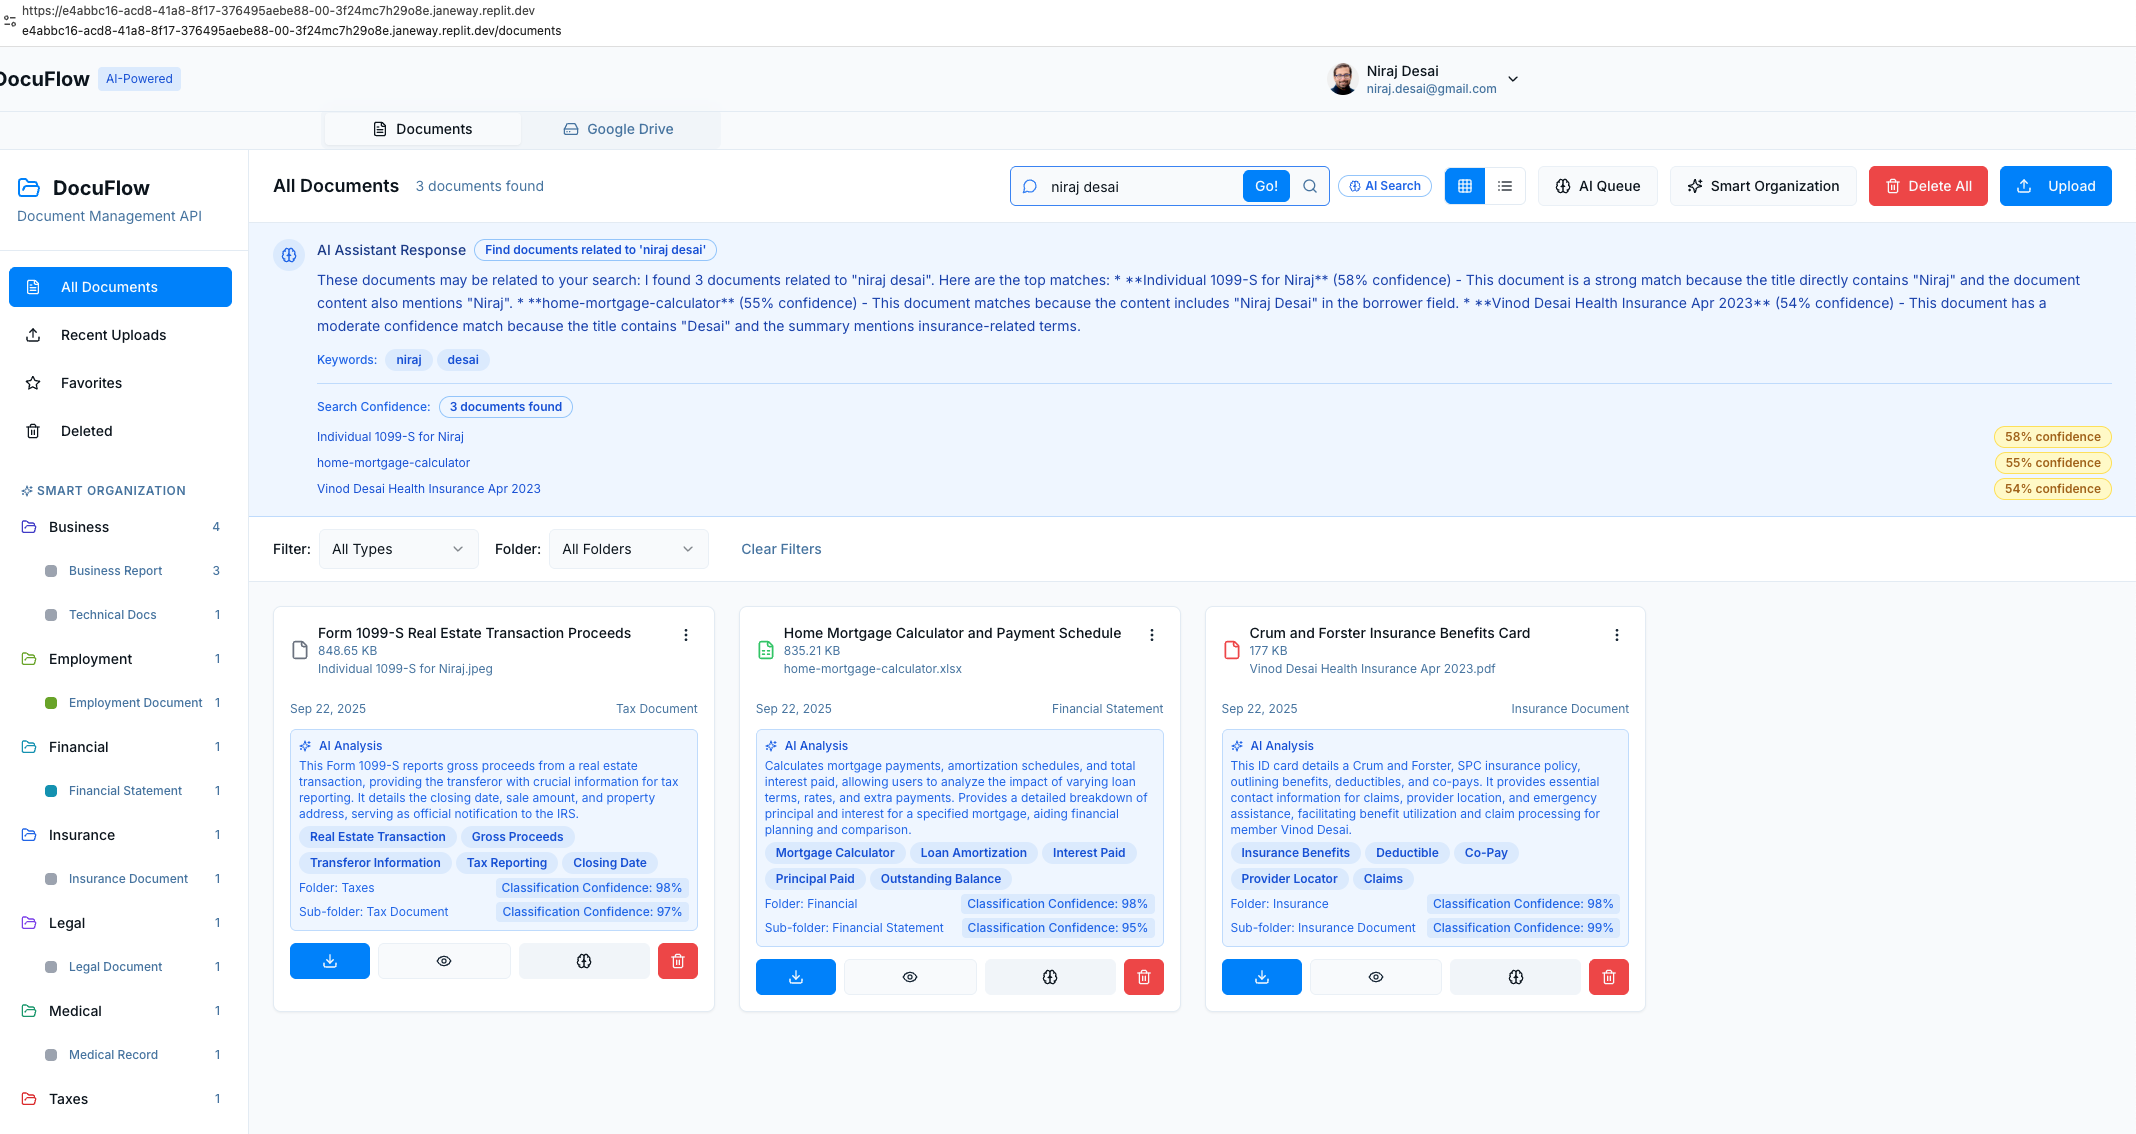 https://e4abbc16-acd8-41a8-8f17-376495aebe88-00-3f24mc7h29o8e.janeway.replit.dev
e4abbc16-acd8-41a8-8f17-376495aebe88-00-3f24mc7h29o8e.janeway.replit.dev/documents
DocuFlow AI-Powered
Niraj Desai
niraj.desai@gmail.com
Documents Google Drive
DocuFlow
Document Management API
All Documents
Recent Uploads
Favorites
Deleted
SMART ORGANIZATION
Business 4
Business Report 3
Technical Docs 1
Employment 1
Employment Document 1
Financial 1
Financial Statement 1
Insurance 1
Insurance Document 1
Legal 1
Legal Document 1
Medical 1
Medical Record 1
Taxes 1
All Documents 3 documents found niraj desai Go! AI Search AI Queue Smart Organization Delete All Upload
AI Assistant Response Find documents related to 'niraj desai'
These documents may be related to your search: I found 3 documents related to "niraj desai". Here are the top matches: * **Individual 1099-S for Niraj** (58% confidence) - This document is a strong match because the title directly contains "Niraj" and the document
content also mentions "Niraj". * **home-mortgage-calculator** (55% confidence) - This document matches because the content includes "Niraj Desai" in the borrower field. * **Vinod Desai Health Insurance Apr 2023** (54% confidence) - This document has a
moderate confidence match because the title contains "Desai" and the summary mentions insurance-related terms.
Keywords: niraj desai
Search Confidence: 3 documents found
Individual 1099-S for Niraj 58% confidence
home-mortgage-calculator 55% confidence
Vinod Desai Health Insurance Apr 2023 54% confidence
Filter: All Types Folder: All Folders Clear Filters
Form 1099-S Real Estate Transaction Proceeds
848.65 KB
Individual 1099-S for Niraj.jpeg
Sep 22, 2025 Tax Document
AI Analysis
This Form 1099-S reports gross proceeds from a real estate
transaction, providing the transferor with crucial information for tax
reporting. It details the closing date, sale amount, and property
address, serving as official notification to the IRS.
Real Estate Transaction Gross Proceeds
Transferor Information Tax Reporting Closing Date
Folder: Taxes Classification Confidence: 98%
Sub-folder: Tax Document Classification Confidence: 97%
Home Mortgage Calculator and Payment Schedule
835.21 KB
home-mortgage-calculator.xlsx
Sep 22, 2025 Financial Statement
AI Analysis
Calculates mortgage payments, amortization schedules, and total
interest paid, allowing users to analyze the impact of varying loan
terms, rates, and extra payments. Provides a detailed breakdown of
principal and interest for a specified mortgage, aiding financial
planning and comparison.
Mortgage Calculator Loan Amortization Interest Paid
Principal Paid Outstanding Balance
Folder: Financial Classification Confidence: 98%
Sub-folder: Financial Statement Classification Confidence: 95%
Crum and Forster Insurance Benefits Card
177 KB
Vinod Desai Health Insurance Apr 2023.pdf
Sep 22, 2025 Insurance Document
AI Analysis
This ID card details a Crum and Forster, SPC insurance policy,
outlining benefits, deductibles, and co-pays. It provides essential
contact information for claims, provider location, and emergency
assistance, facilitating benefit utilization and claim processing for
member Vinod Desai.
Insurance Benefits Deductible Co-Pay
Provider Locator Claims
Folder: Insurance Classification Confidence: 98%
Sub-folder: Insurance Document Classification Confidence: 99%